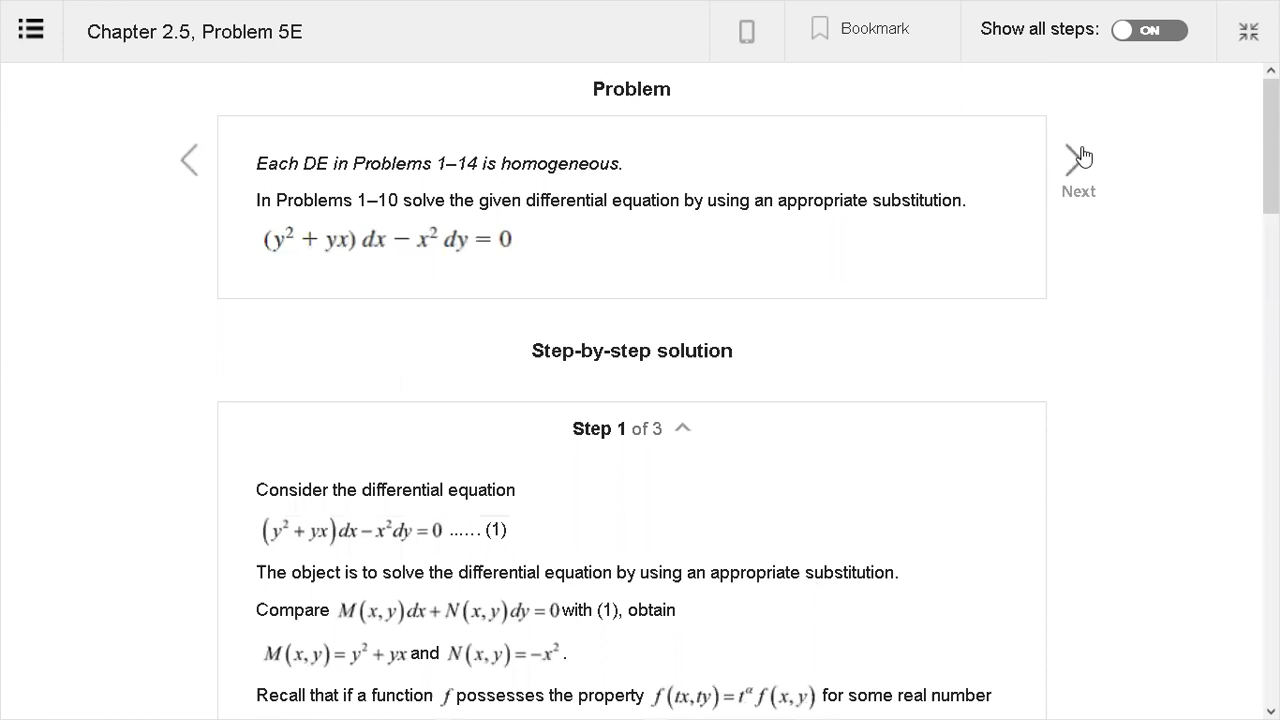 Chapter 2.5, Problem 5E
Bookmark
Show all steps: ON
Problem
Each DE in Problems 1–14 is homogeneous.
In Problems 1–10 solve the given differential equation by using an appropriate substitution.
(y² + yx) dx − x² dy = 0
Next
Step-by-step solution
Step 1 of 3
Consider the differential equation
(y² + yx)dx − x²dy = 0 ...... (1)
The object is to solve the differential equation by using an appropriate substitution.
Compare M(x, y)dx + N(x, y)dy = 0 with (1), obtain
M(x, y) = y² + yx and N(x, y) = −x².
Recall that if a function f possesses the property f(tx, ty) = t^α f(x, y) for some real number